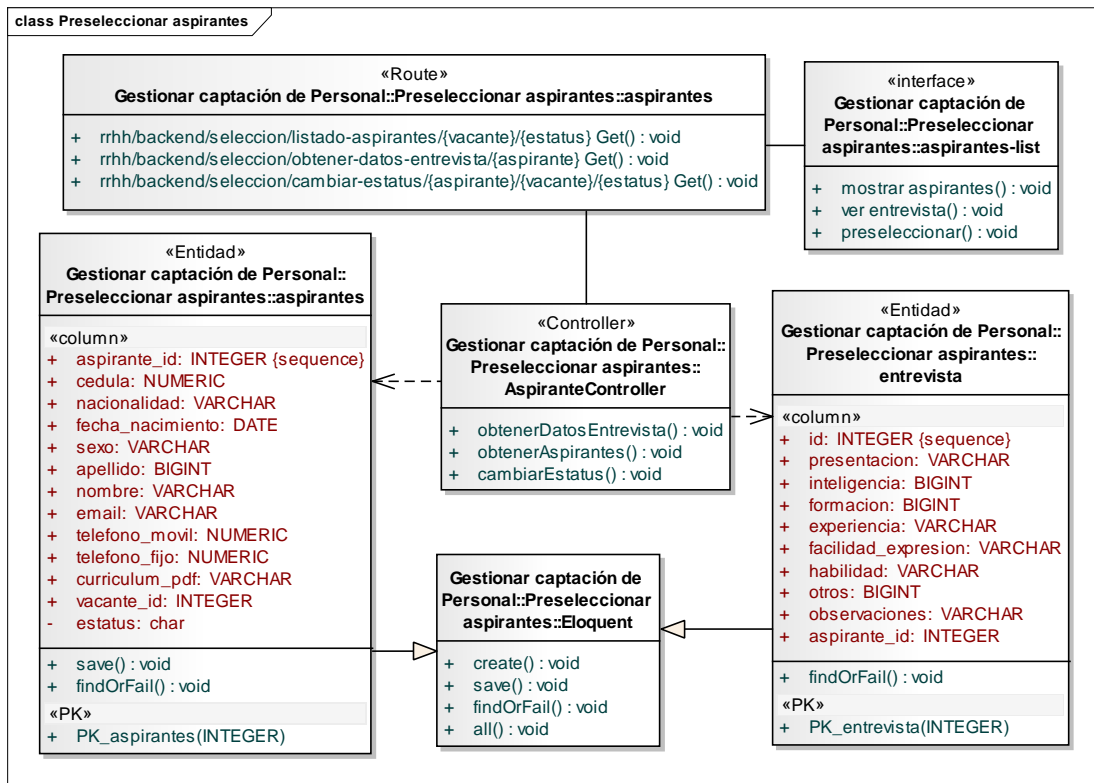 class Preseleccionar aspirantes
«Route»
Gestionar captación de Personal::Preseleccionar aspirantes::aspirantes
+ rrhh/backend/seleccion/listado-aspirantes/{vacante}/{estatus} Get() : void
+ rrhh/backend/seleccion/obtener-datos-entrevista/{aspirante} Get() : void
+ rrhh/backend/seleccion/cambiar-estatus/{aspirante}/{vacante}/{estatus} Get() : void
«interface»
Gestionar captación de
Personal::Preseleccionar
aspirantes::aspirantes-list
+ mostrar aspirantes() : void
+ ver entrevista() : void
+ preseleccionar() : void
«Entidad»
Gestionar captación de Personal::
Preseleccionar aspirantes::aspirantes
«column»
+ aspirante_id: INTEGER {sequence}
+ cedula: NUMERIC
+ nacionalidad: VARCHAR
+ fecha_nacimiento: DATE
+ sexo: VARCHAR
+ apellido: BIGINT
+ nombre: VARCHAR
+ email: VARCHAR
+ telefono_movil: NUMERIC
+ telefono_fijo: NUMERIC
+ curriculum_pdf: VARCHAR
+ vacante_id: INTEGER
- estatus: char
+ save() : void
+ findOrFail() : void
«PK»
+ PK_aspirantes(INTEGER)
«Controller»
Gestionar captación de Personal::
Preseleccionar aspirantes::
AspiranteController
+ obtenerDatosEntrevista() : void
+ obtenerAspirantes() : void
+ cambiarEstatus() : void
Gestionar captación de
Personal::Preseleccionar
aspirantes::Eloquent
+ create() : void
+ save() : void
+ findOrFail() : void
+ all() : void
«Entidad»
Gestionar captación de Personal::
Preseleccionar aspirantes::
entrevista
«column»
+ id: INTEGER {sequence}
+ presentacion: VARCHAR
+ inteligencia: BIGINT
+ formacion: BIGINT
+ experiencia: VARCHAR
+ facilidad_expresion: VARCHAR
+ habilidad: VARCHAR
+ otros: BIGINT
+ observaciones: VARCHAR
+ aspirante_id: INTEGER
+ findOrFail() : void
«PK»
+ PK_entrevista(INTEGER)